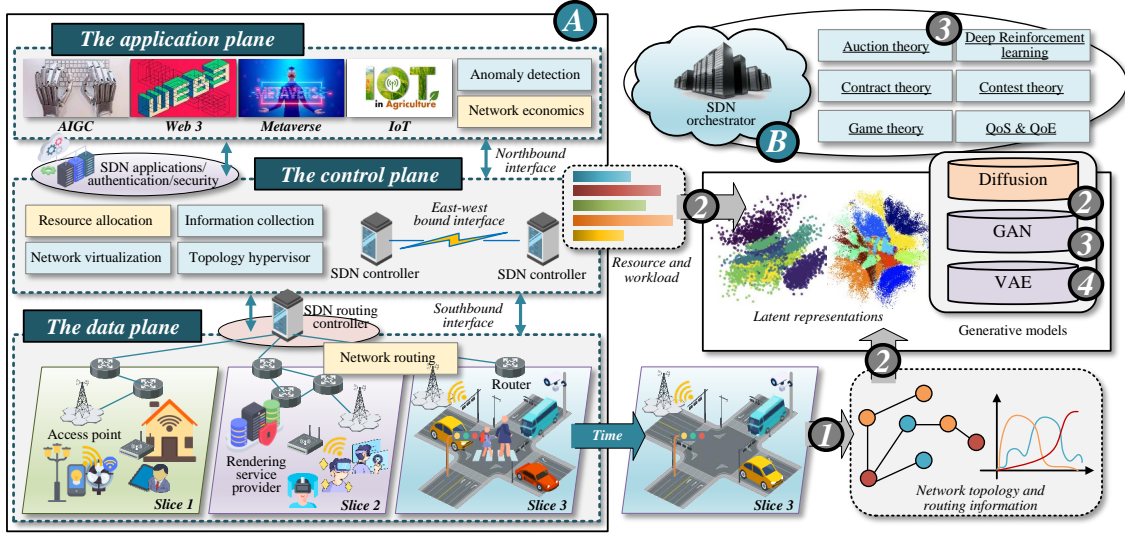 A
The application plane
WEB3
METAVERSE
IOT
in Agriculture
AIGC
Web 3
Metaverse
IoT
Anomaly detection
Network economics
SDN applications/
authentication/security
Northbound
interface
The control plane
Resource allocation
Information collection
Network virtualization
Topology hypervisor
East-west
bound interface
SDN controller
SDN controller
Resource and
workload
The data plane
SDN routing
controller
Southbound
interface
Network routing
Router
Access point
Rendering
service
provider
Slice 1
Slice 2
Slice 3
Time
Slice 3
1
Network topology and
routing information
2
2
SDN
orchestrator
B
3
Auction theory
Deep Reinforcement
learning
Contract theory
Contest theory
Game theory
QoS & QoE
Latent representations
Diffusion
2
GAN
3
VAE
4
Generative models